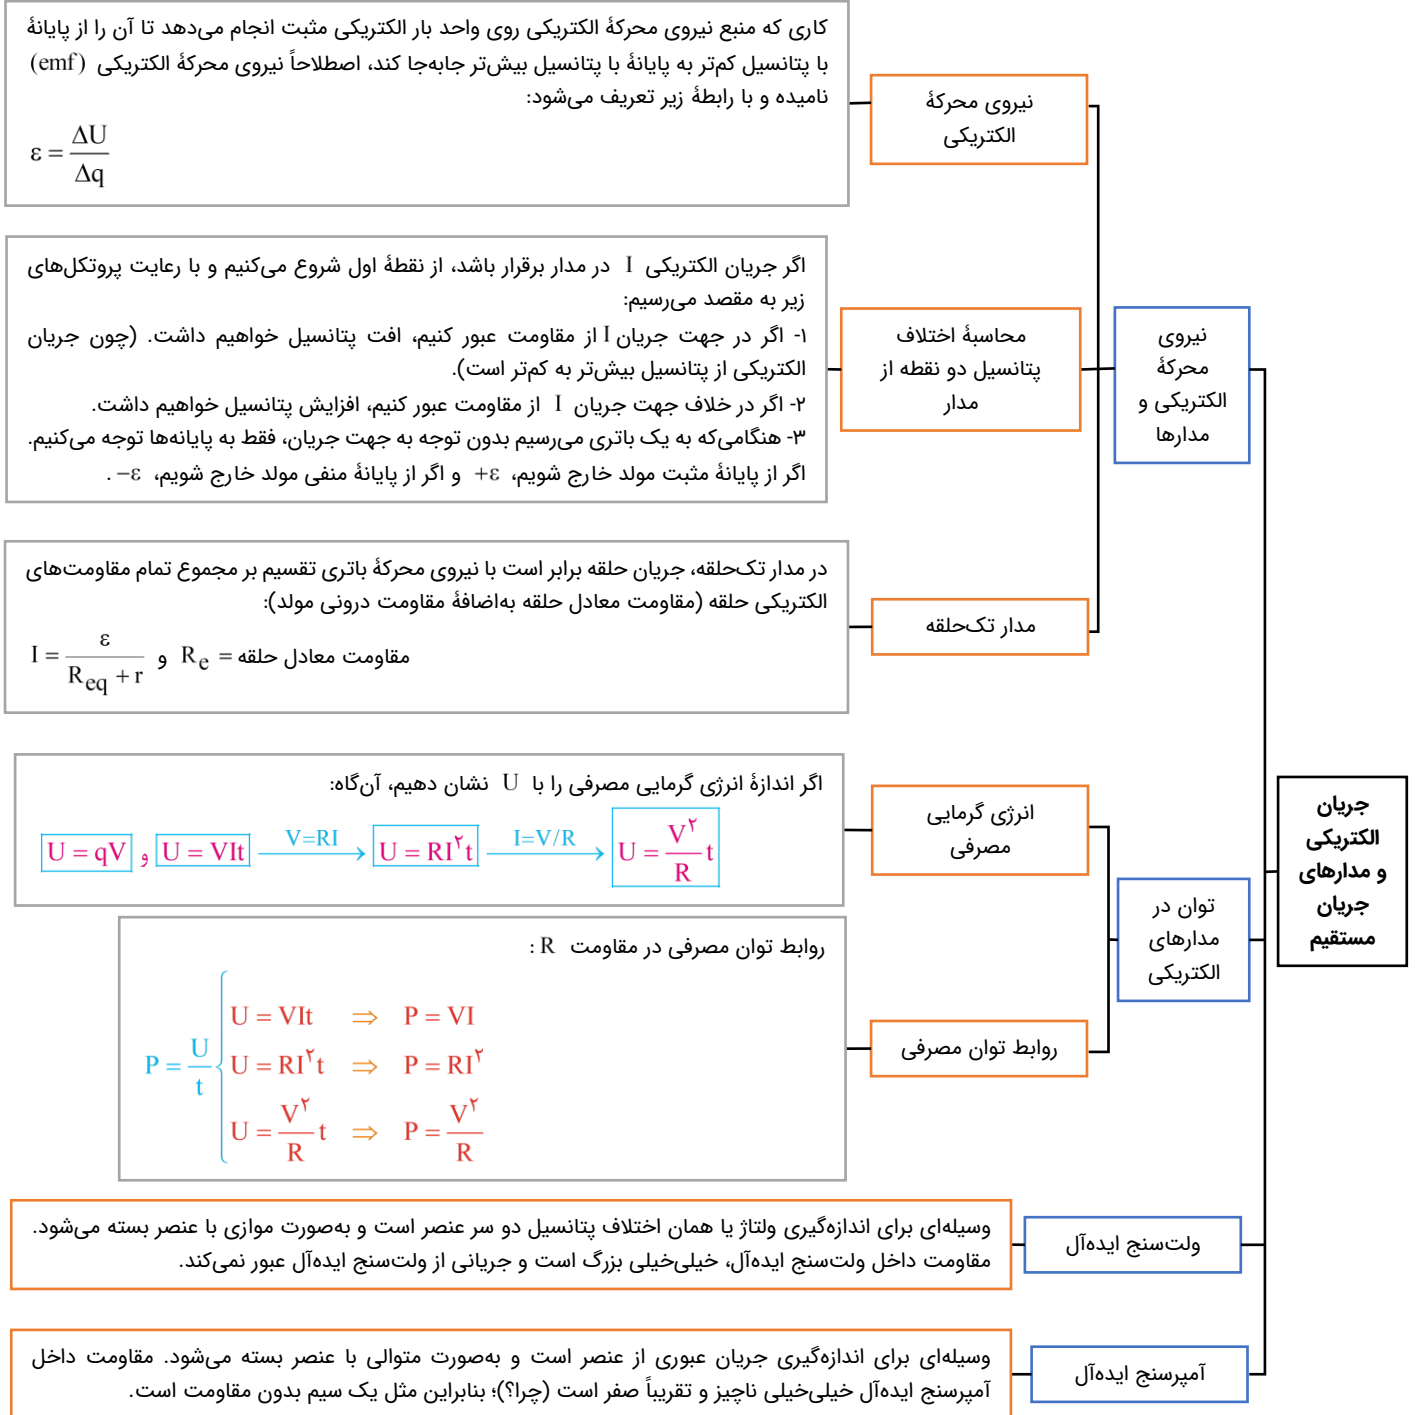 جریان
الکتریکی
و مدارهای
جریان
مستقیم
نیروی
محرکهٔ
الکتریکی و
مدارها
نیروی محرکهٔ
الکتریکی
کاری که منبع نیروی محرکهٔ الکتریکی روی واحد بار الکتریکی مثبت انجام می‌دهد تا آن را از پایانهٔ
با پتانسیل کم‌تر به پایانهٔ با پتانسیل بیش‌تر جابه‌جا کند، اصطلاحاً نیروی محرکهٔ الکتریکی (emf)
نامیده و با رابطهٔ زیر تعریف می‌شود:
ε = ΔU / Δq
محاسبهٔ اختلاف
پتانسیل دو نقطه از
مدار
اگر جریان الکتریکی I در مدار برقرار باشد، از نقطهٔ اول شروع می‌کنیم و با رعایت پروتکل‌های
زیر به مقصد می‌رسیم:
۱- اگر در جهت جریان I از مقاومت عبور کنیم، افت پتانسیل خواهیم داشت. (چون جریان
الکتریکی از پتانسیل بیش‌تر به کم‌تر است).
۲- اگر در خلاف جهت جریان I از مقاومت عبور کنیم، افزایش پتانسیل خواهیم داشت.
۳- هنگامی‌که به یک باتری می‌رسیم بدون توجه به جهت جریان، فقط به پایانه‌ها توجه می‌کنیم.
اگر از پایانهٔ مثبت مولد خارج شویم، +ε و اگر از پایانهٔ منفی مولد خارج شویم، −ε .
مدار تک‌حلقه
در مدار تک‌حلقه، جریان حلقه برابر است با نیروی محرکهٔ باتری تقسیم بر مجموع تمام مقاومت‌های
الکتریکی حلقه (مقاومت معادل حلقه به‌اضافهٔ مقاومت درونی مولد):
I = ε / (Req + r) و Re = مقاومت معادل حلقه
توان در
مدارهای
الکتریکی
انرژی گرمایی
مصرفی
اگر اندازهٔ انرژی گرمایی مصرفی را با U نشان دهیم، آن‌گاه:
U = qV و U = VIt V=RI → U = RI^۲t I=V/R → U = V^۲/R t
روابط توان مصرفی
روابط توان مصرفی در مقاومت R :
P = U/t
U = VIt ⇒ P = VI
U = RI^۲t ⇒ P = RI^۲
U = V^۲/R t ⇒ P = V^۲/R
ولت‌سنج ایده‌آل
وسیله‌ای برای اندازه‌گیری ولتاژ یا همان اختلاف پتانسیل دو سر عنصر است و به‌صورت موازی با عنصر بسته می‌شود.
مقاومت داخل ولت‌سنج ایده‌آل، خیلی‌خیلی بزرگ است و جریانی از ولت‌سنج ایده‌آل عبور نمی‌کند.
آمپرسنج ایده‌آل
وسیله‌ای برای اندازه‌گیری جریان عبوری از عنصر است و به‌صورت متوالی با عنصر بسته می‌شود. مقاومت داخل
آمپرسنج ایده‌آل خیلی‌خیلی ناچیز و تقریباً صفر است (چرا؟)؛ بنابراین مثل یک سیم بدون مقاومت است.